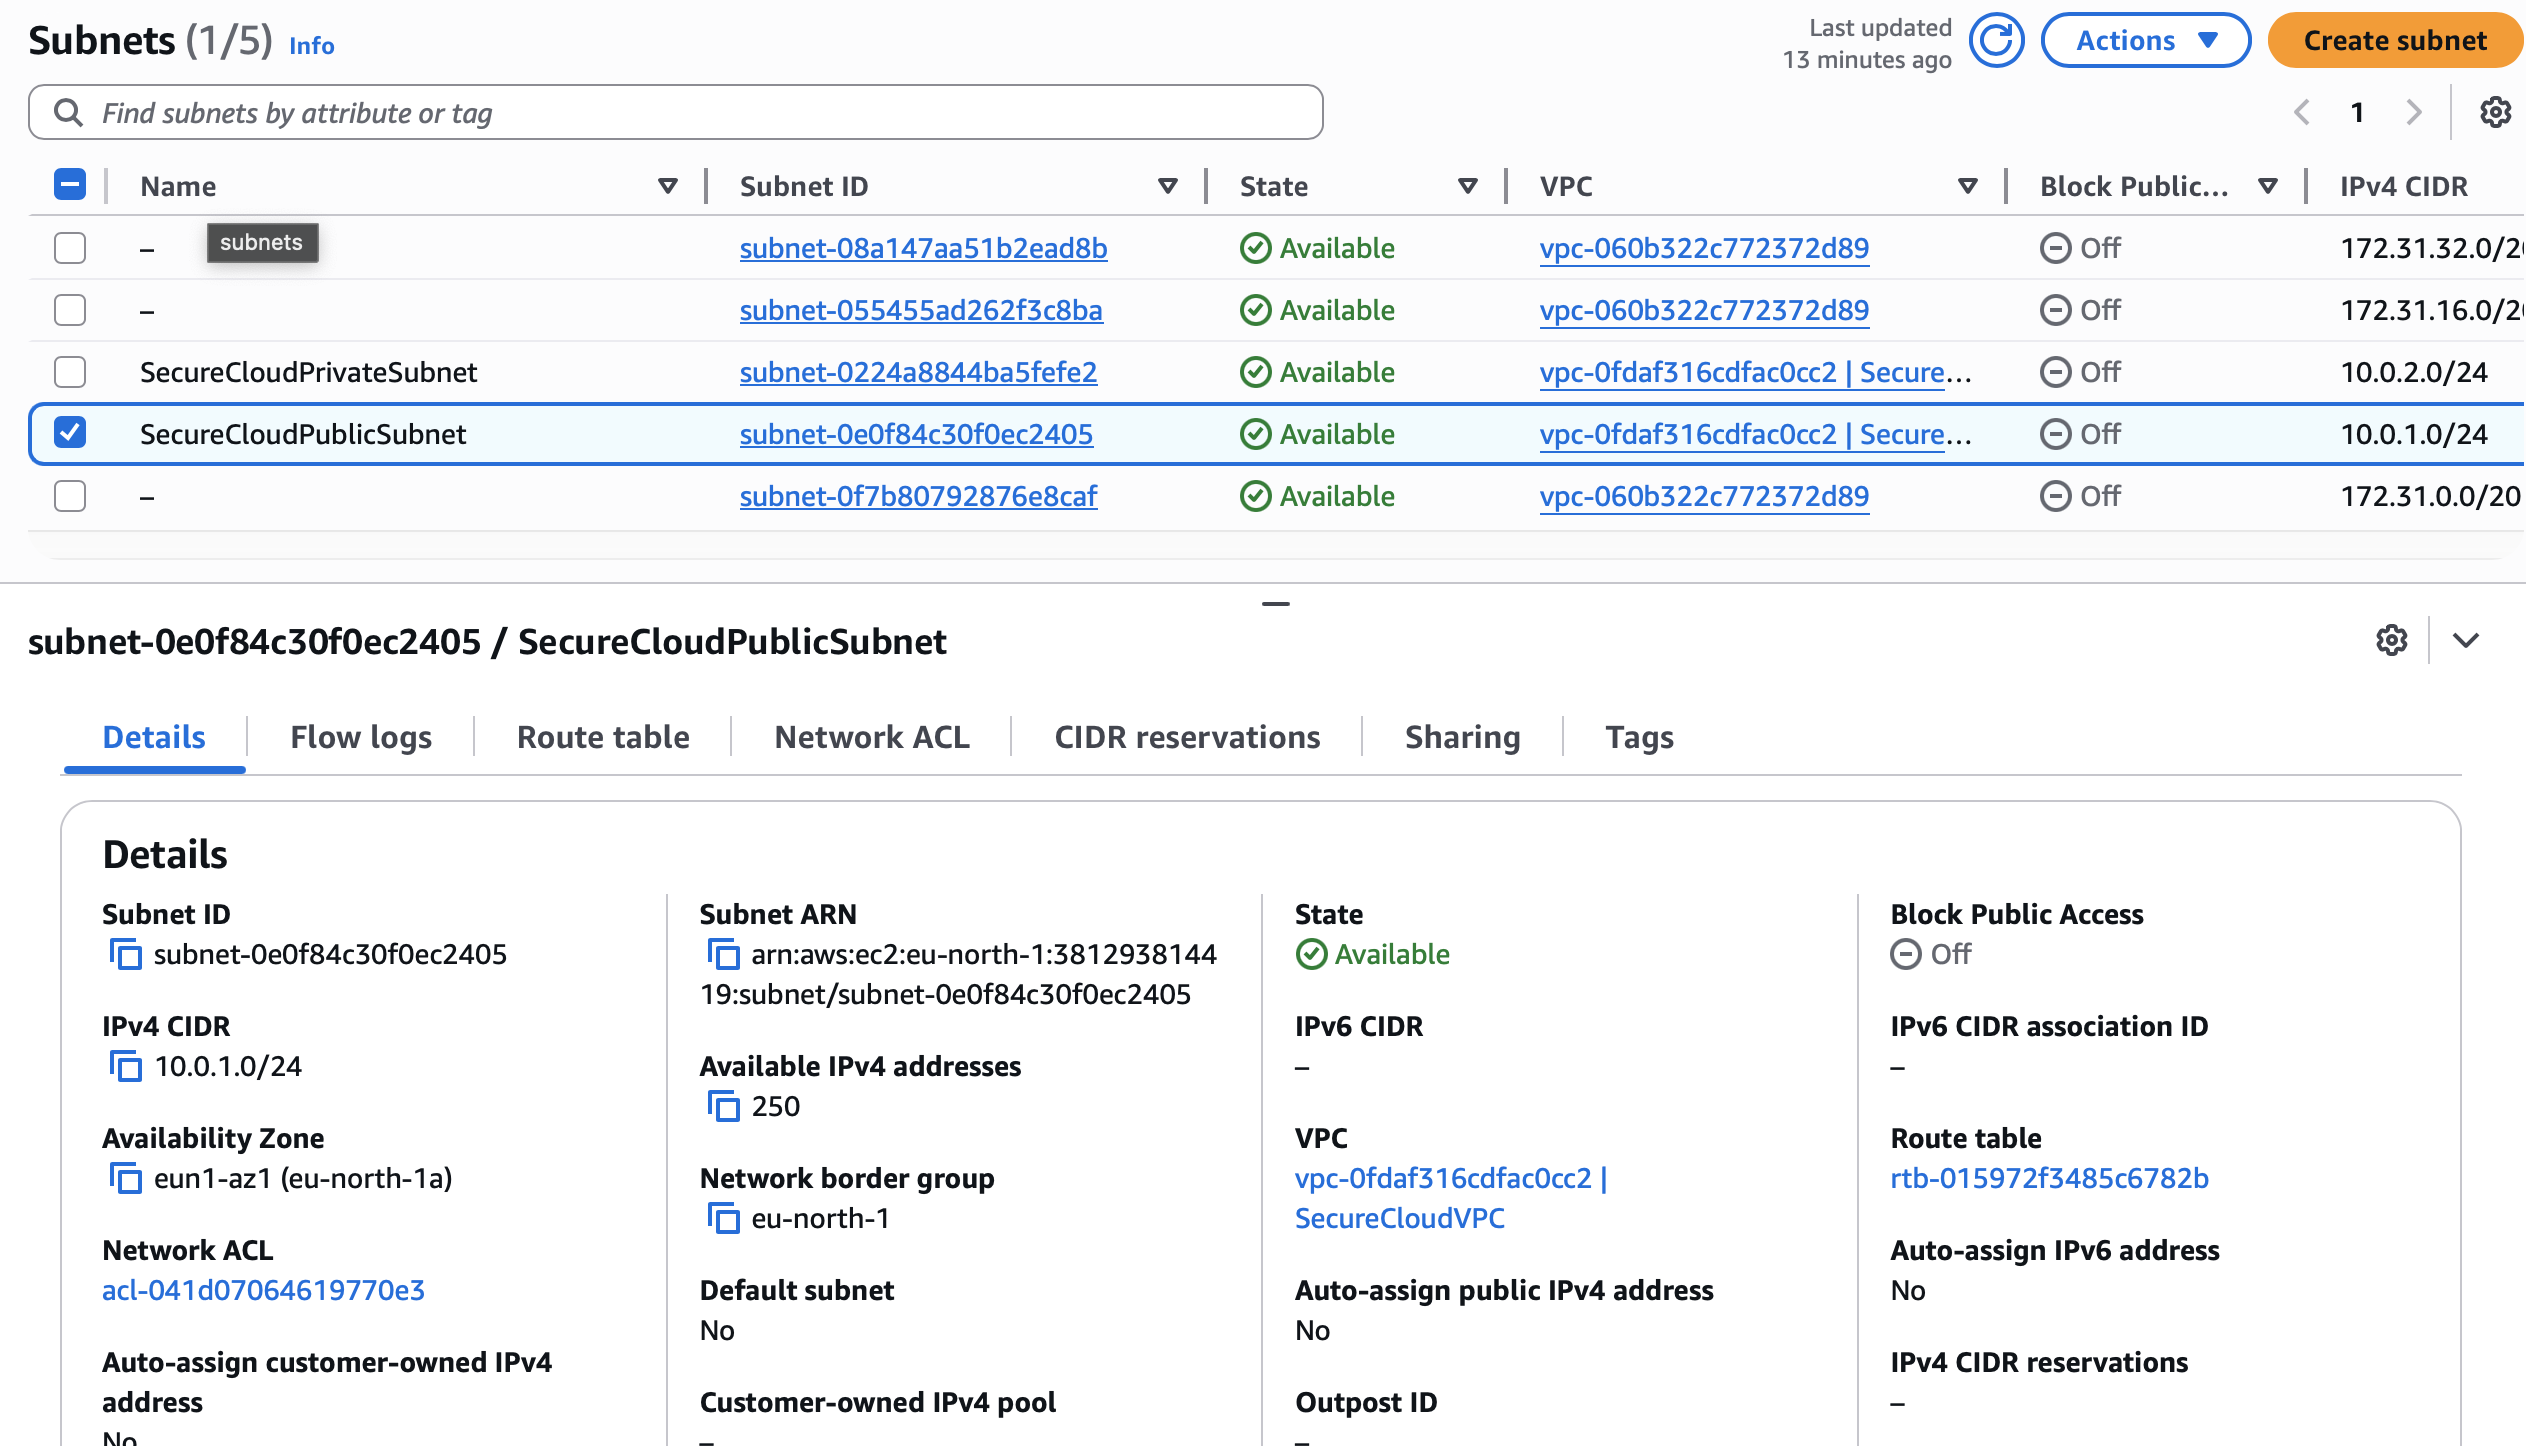 Subnets (1/5) Info
Last updated
13 minutes ago
Actions
Create subnet
Find subnets by attribute or tag
1
Name Subnet ID State VPC Block Public... IPv4 CIDR
– subnet-08a147aa51b2ead8b Available vpc-060b322c772372d89 Off 172.31.32.0/20
subnets
– subnet-055455ad262f3c8ba Available vpc-060b322c772372d89 Off 172.31.16.0/20
SecureCloudPrivateSubnet subnet-0224a8844ba5fefe2 Available vpc-0fdaf316cdfac0cc2 | Secure... Off 10.0.2.0/24
SecureCloudPublicSubnet subnet-0e0f84c30f0ec2405 Available vpc-0fdaf316cdfac0cc2 | Secure... Off 10.0.1.0/24
– subnet-0f7b80792876e8caf Available vpc-060b322c772372d89 Off 172.31.0.0/20
subnet-0e0f84c30f0ec2405 / SecureCloudPublicSubnet
Details Flow logs Route table Network ACL CIDR reservations Sharing Tags
Details
Subnet ID
subnet-0e0f84c30f0ec2405
IPv4 CIDR
10.0.1.0/24
Availability Zone
eun1-az1 (eu-north-1a)
Network ACL
acl-041d07064619770e3
Auto-assign customer-owned IPv4
address
No
Subnet ARN
arn:aws:ec2:eu-north-1:3812938144
19:subnet/subnet-0e0f84c30f0ec2405
Available IPv4 addresses
250
Network border group
eu-north-1
Default subnet
No
Customer-owned IPv4 pool
–
State
Available
IPv6 CIDR
–
VPC
vpc-0fdaf316cdfac0cc2 |
SecureCloudVPC
Auto-assign public IPv4 address
No
Outpost ID
–
Block Public Access
Off
IPv6 CIDR association ID
–
Route table
rtb-015972f3485c6782b
Auto-assign IPv6 address
No
IPv4 CIDR reservations
–